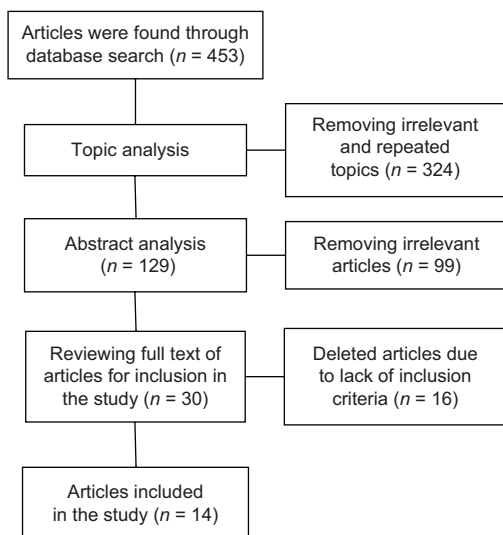 Articles were found through
database search (n = 453)
Topic analysis
Removing irrelevant
and repeated
topics (n = 324)
Abstract analysis
(n = 129)
Removing irrelevant
articles (n = 99)
Reviewing full text of
articles for inclusion in
the study (n = 30)
Deleted articles due
to lack of inclusion
criteria (n = 16)
Articles included
in the study (n = 14)